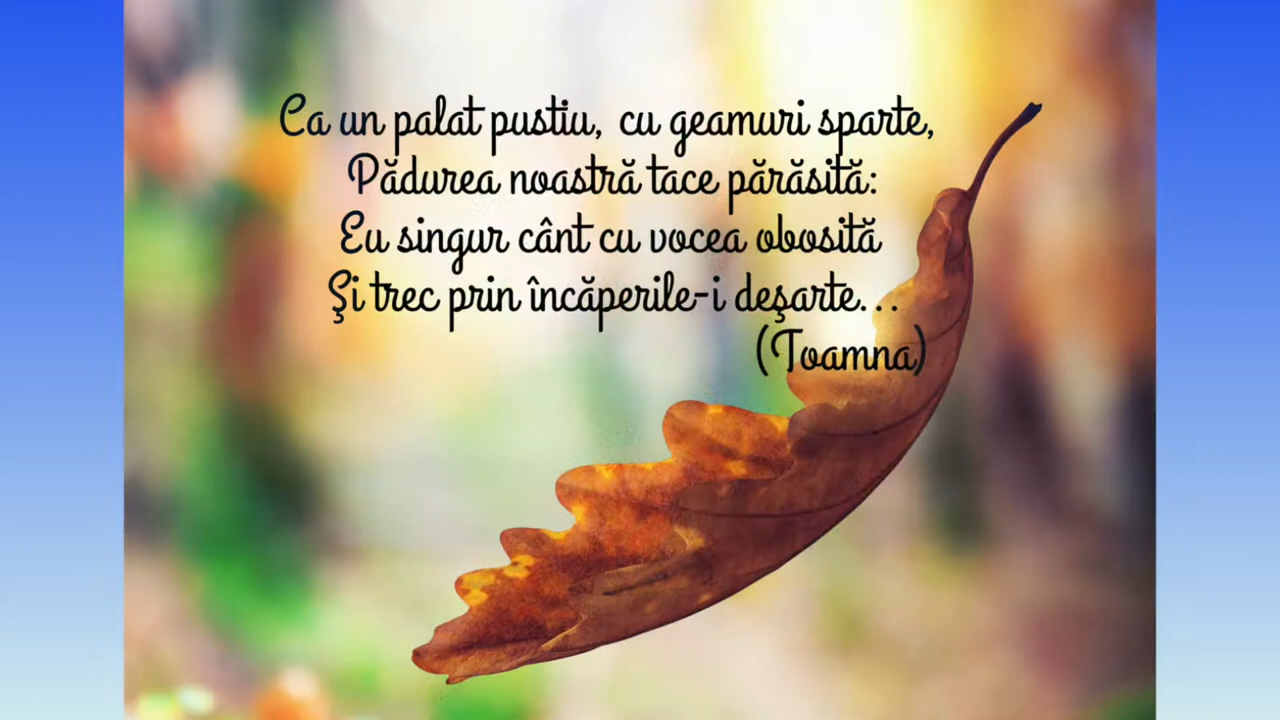 Ca un palat pustiu, cu geamuri sparte,
Pădurea noastră tace părăsită:
Eu singur cânt cu vocea obosită
Şi trec prin încăperile-i deşarte...
(Toamna)